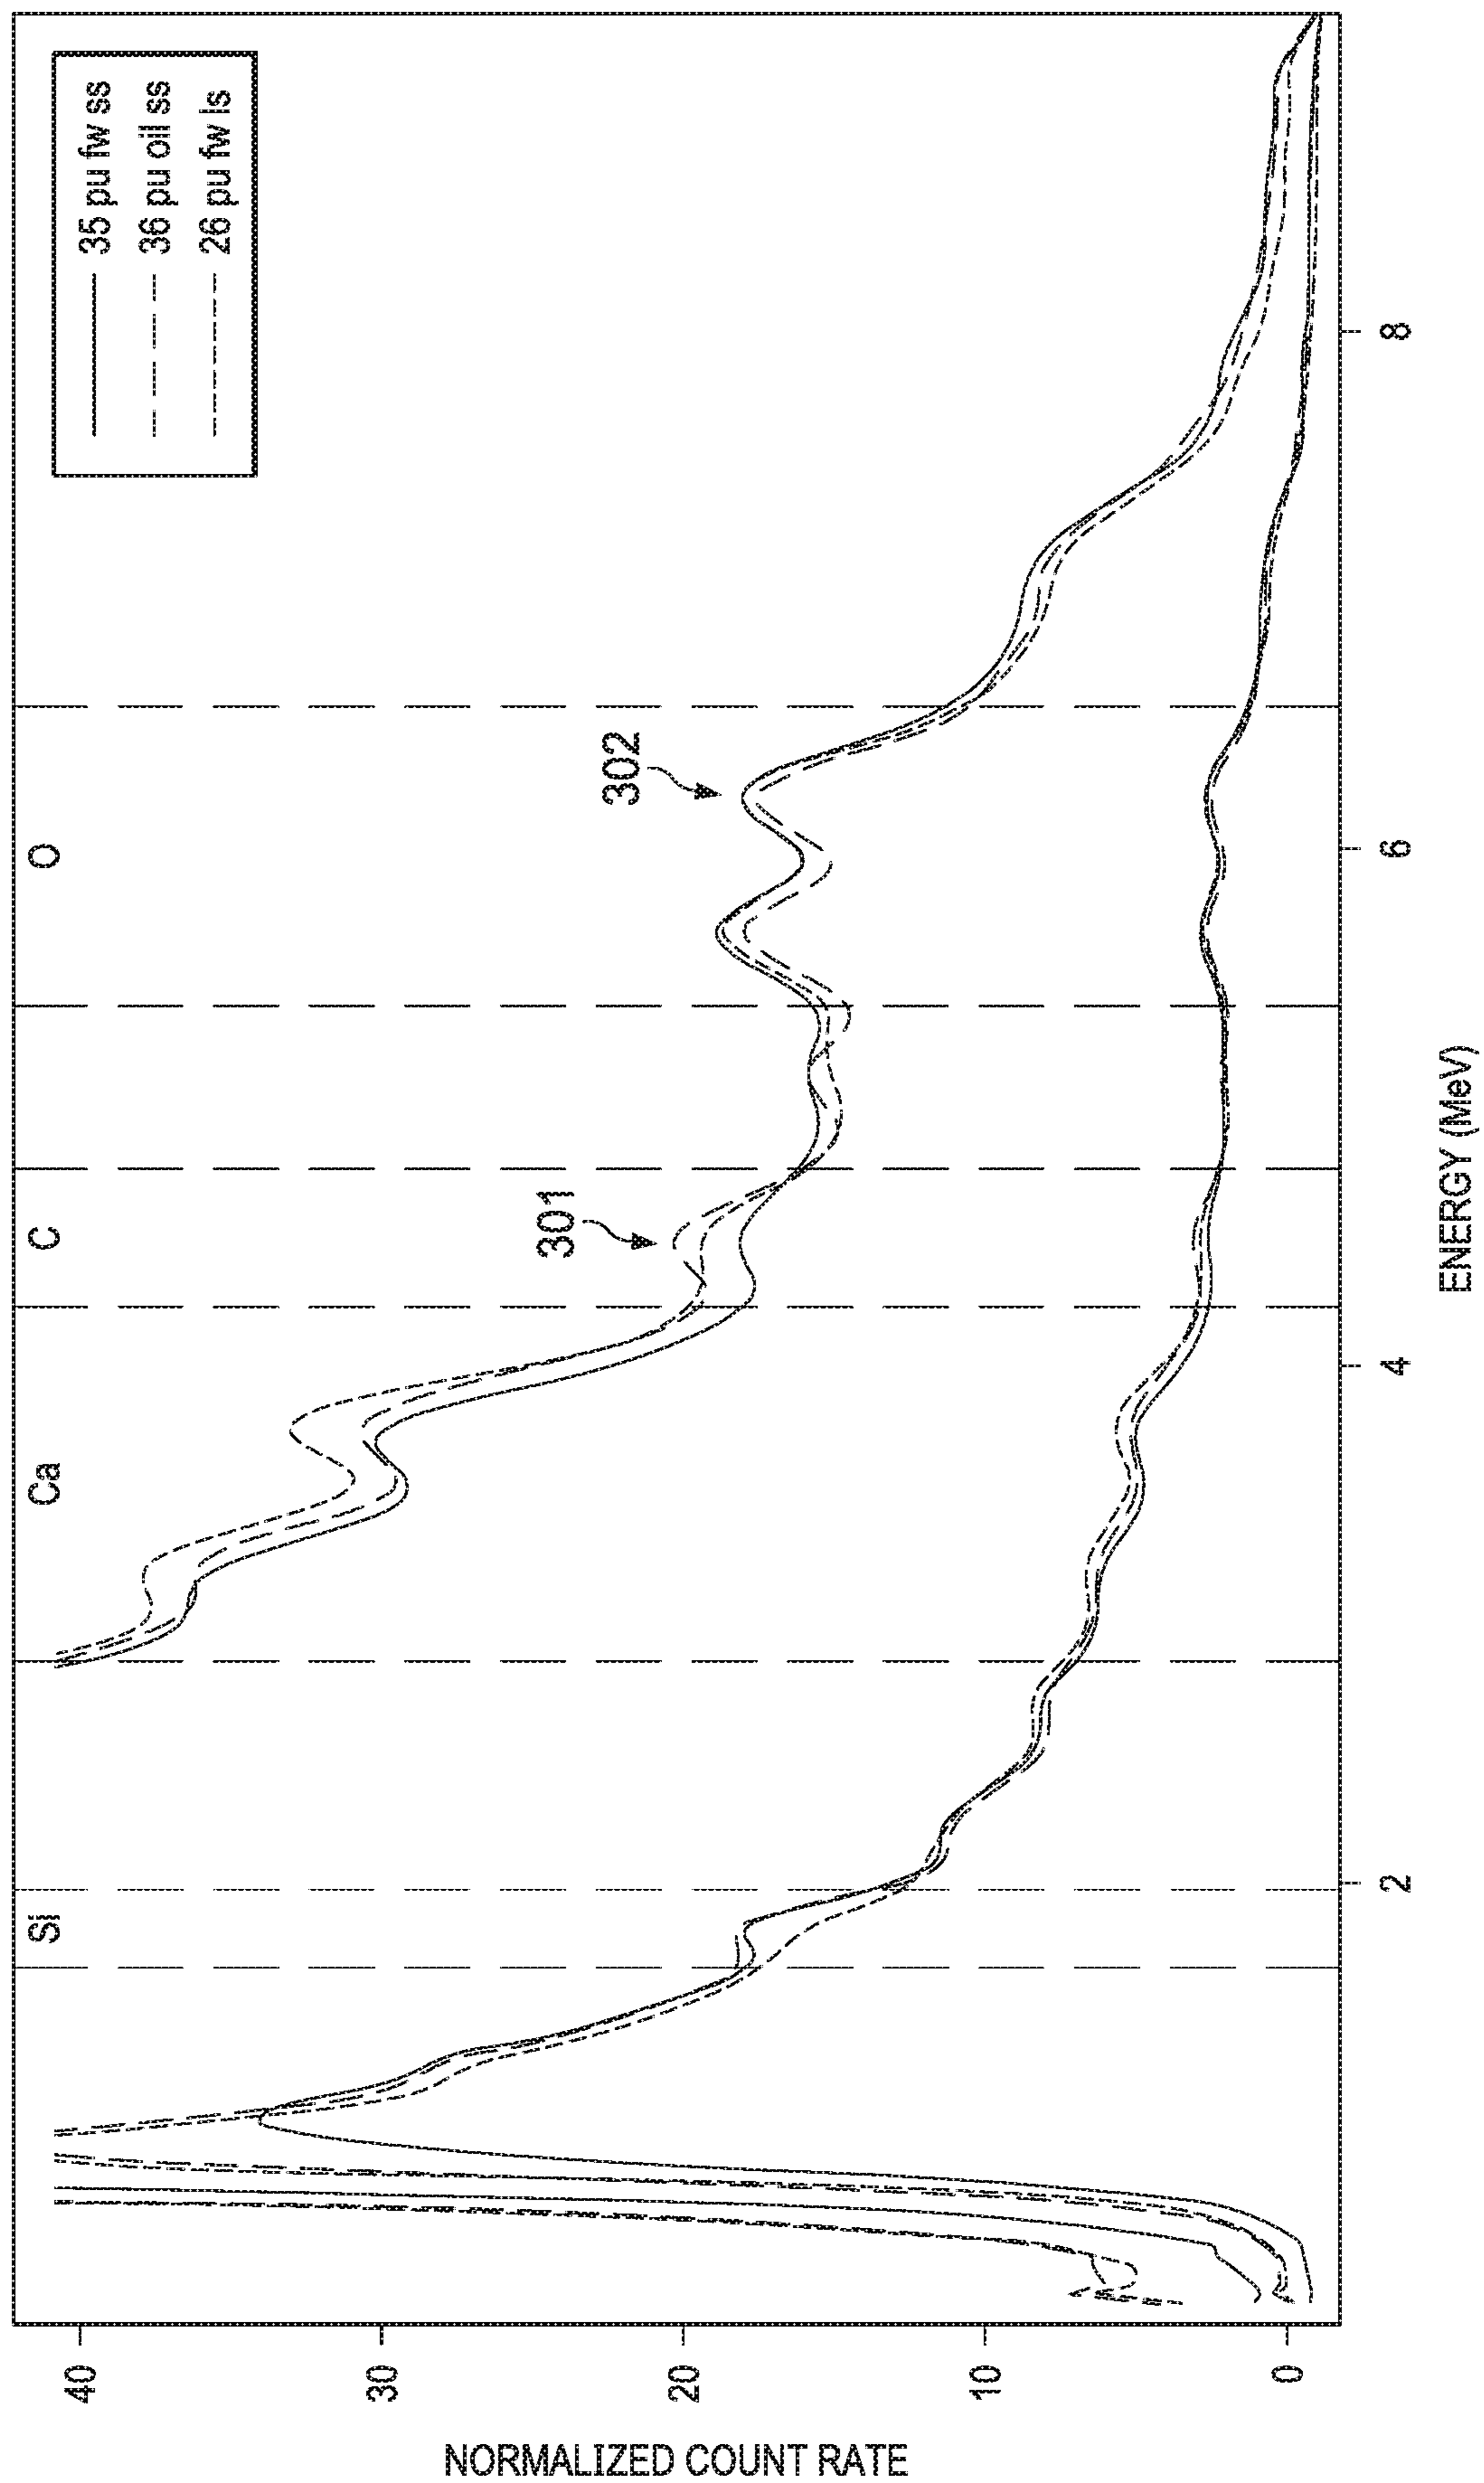 35 pu fw ss
36 pu oil ss
26 pu fw ls
Si
Ca
C
O
301
302
40
30
20
10
0
NORMALIZED COUNT RATE
2
4
6
8
ENERGY (MeV)